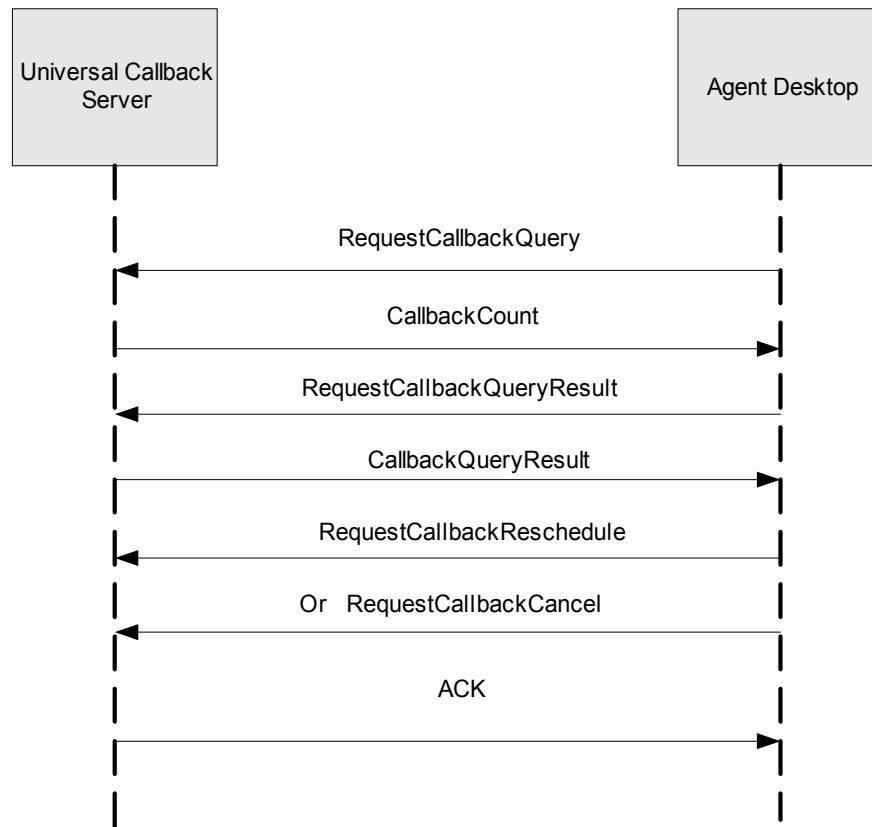 Universal Callback
Server
Agent Desktop
RequestCallbackQuery
CallbackCount
RequestCallbackQueryResult
CallbackQueryResult
RequestCallbackReschedule
Or RequestCallbackCancel
ACK